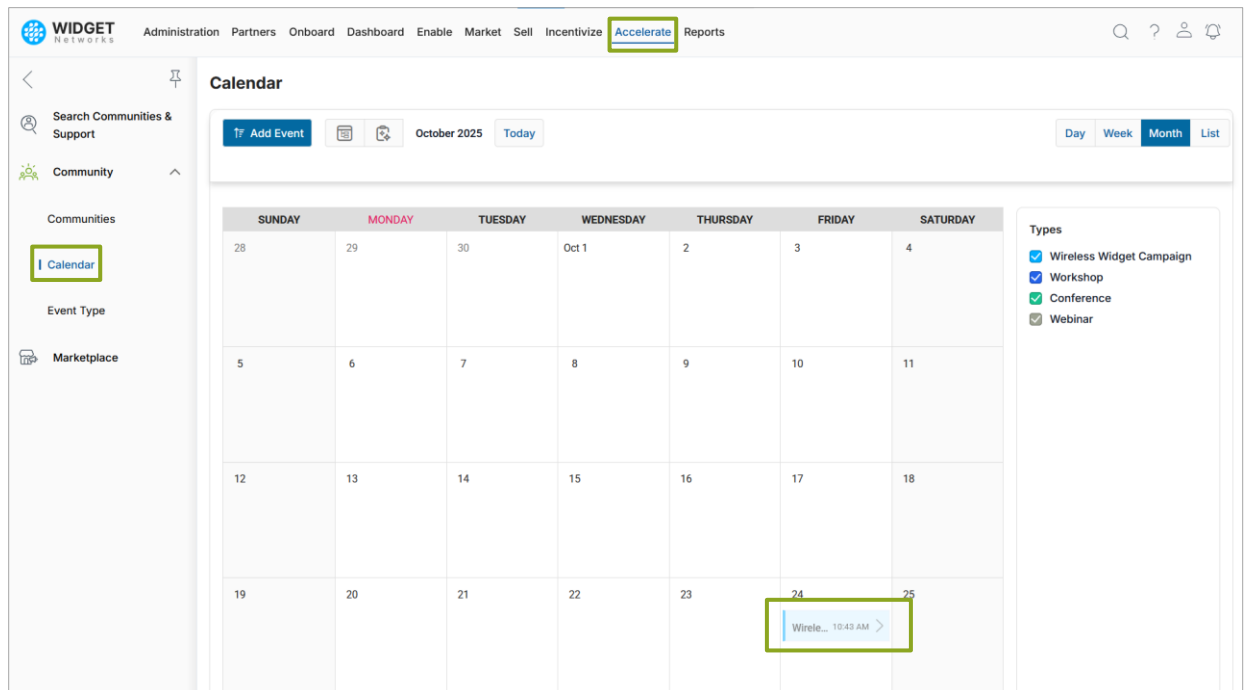 WIDGET
Networks
Administration Partners Onboard Dashboard Enable Market Sell Incentivize Accelerate Reports
Calendar
Search Communities &
Support
Community
Communities
Calendar
Event Type
Marketplace
Add Event
October 2025
Today
Day Week Month List
SUNDAY MONDAY TUESDAY WEDNESDAY THURSDAY FRIDAY SATURDAY
28 29 30 Oct 1 2 3 4
5 6 7 8 9 10 11
12 13 14 15 16 17 18
19 20 21 22 23 24 25
Wirele... 10:43 AM
Types
Wireless Widget Campaign
Workshop
Conference
Webinar